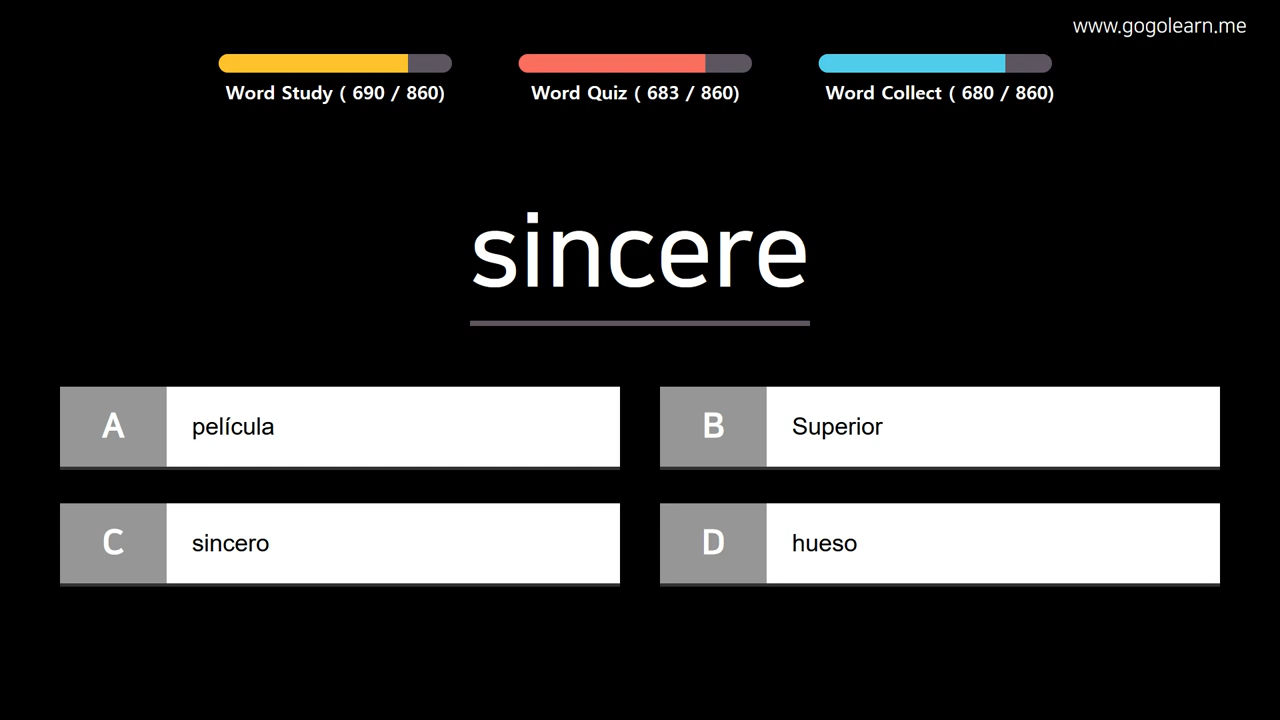 www.gogolearn.me
Word Study ( 690 / 860)
Word Quiz ( 683 / 860)
Word Collect ( 680 / 860)
sincere
A película
B Superior
C sincero
D hueso